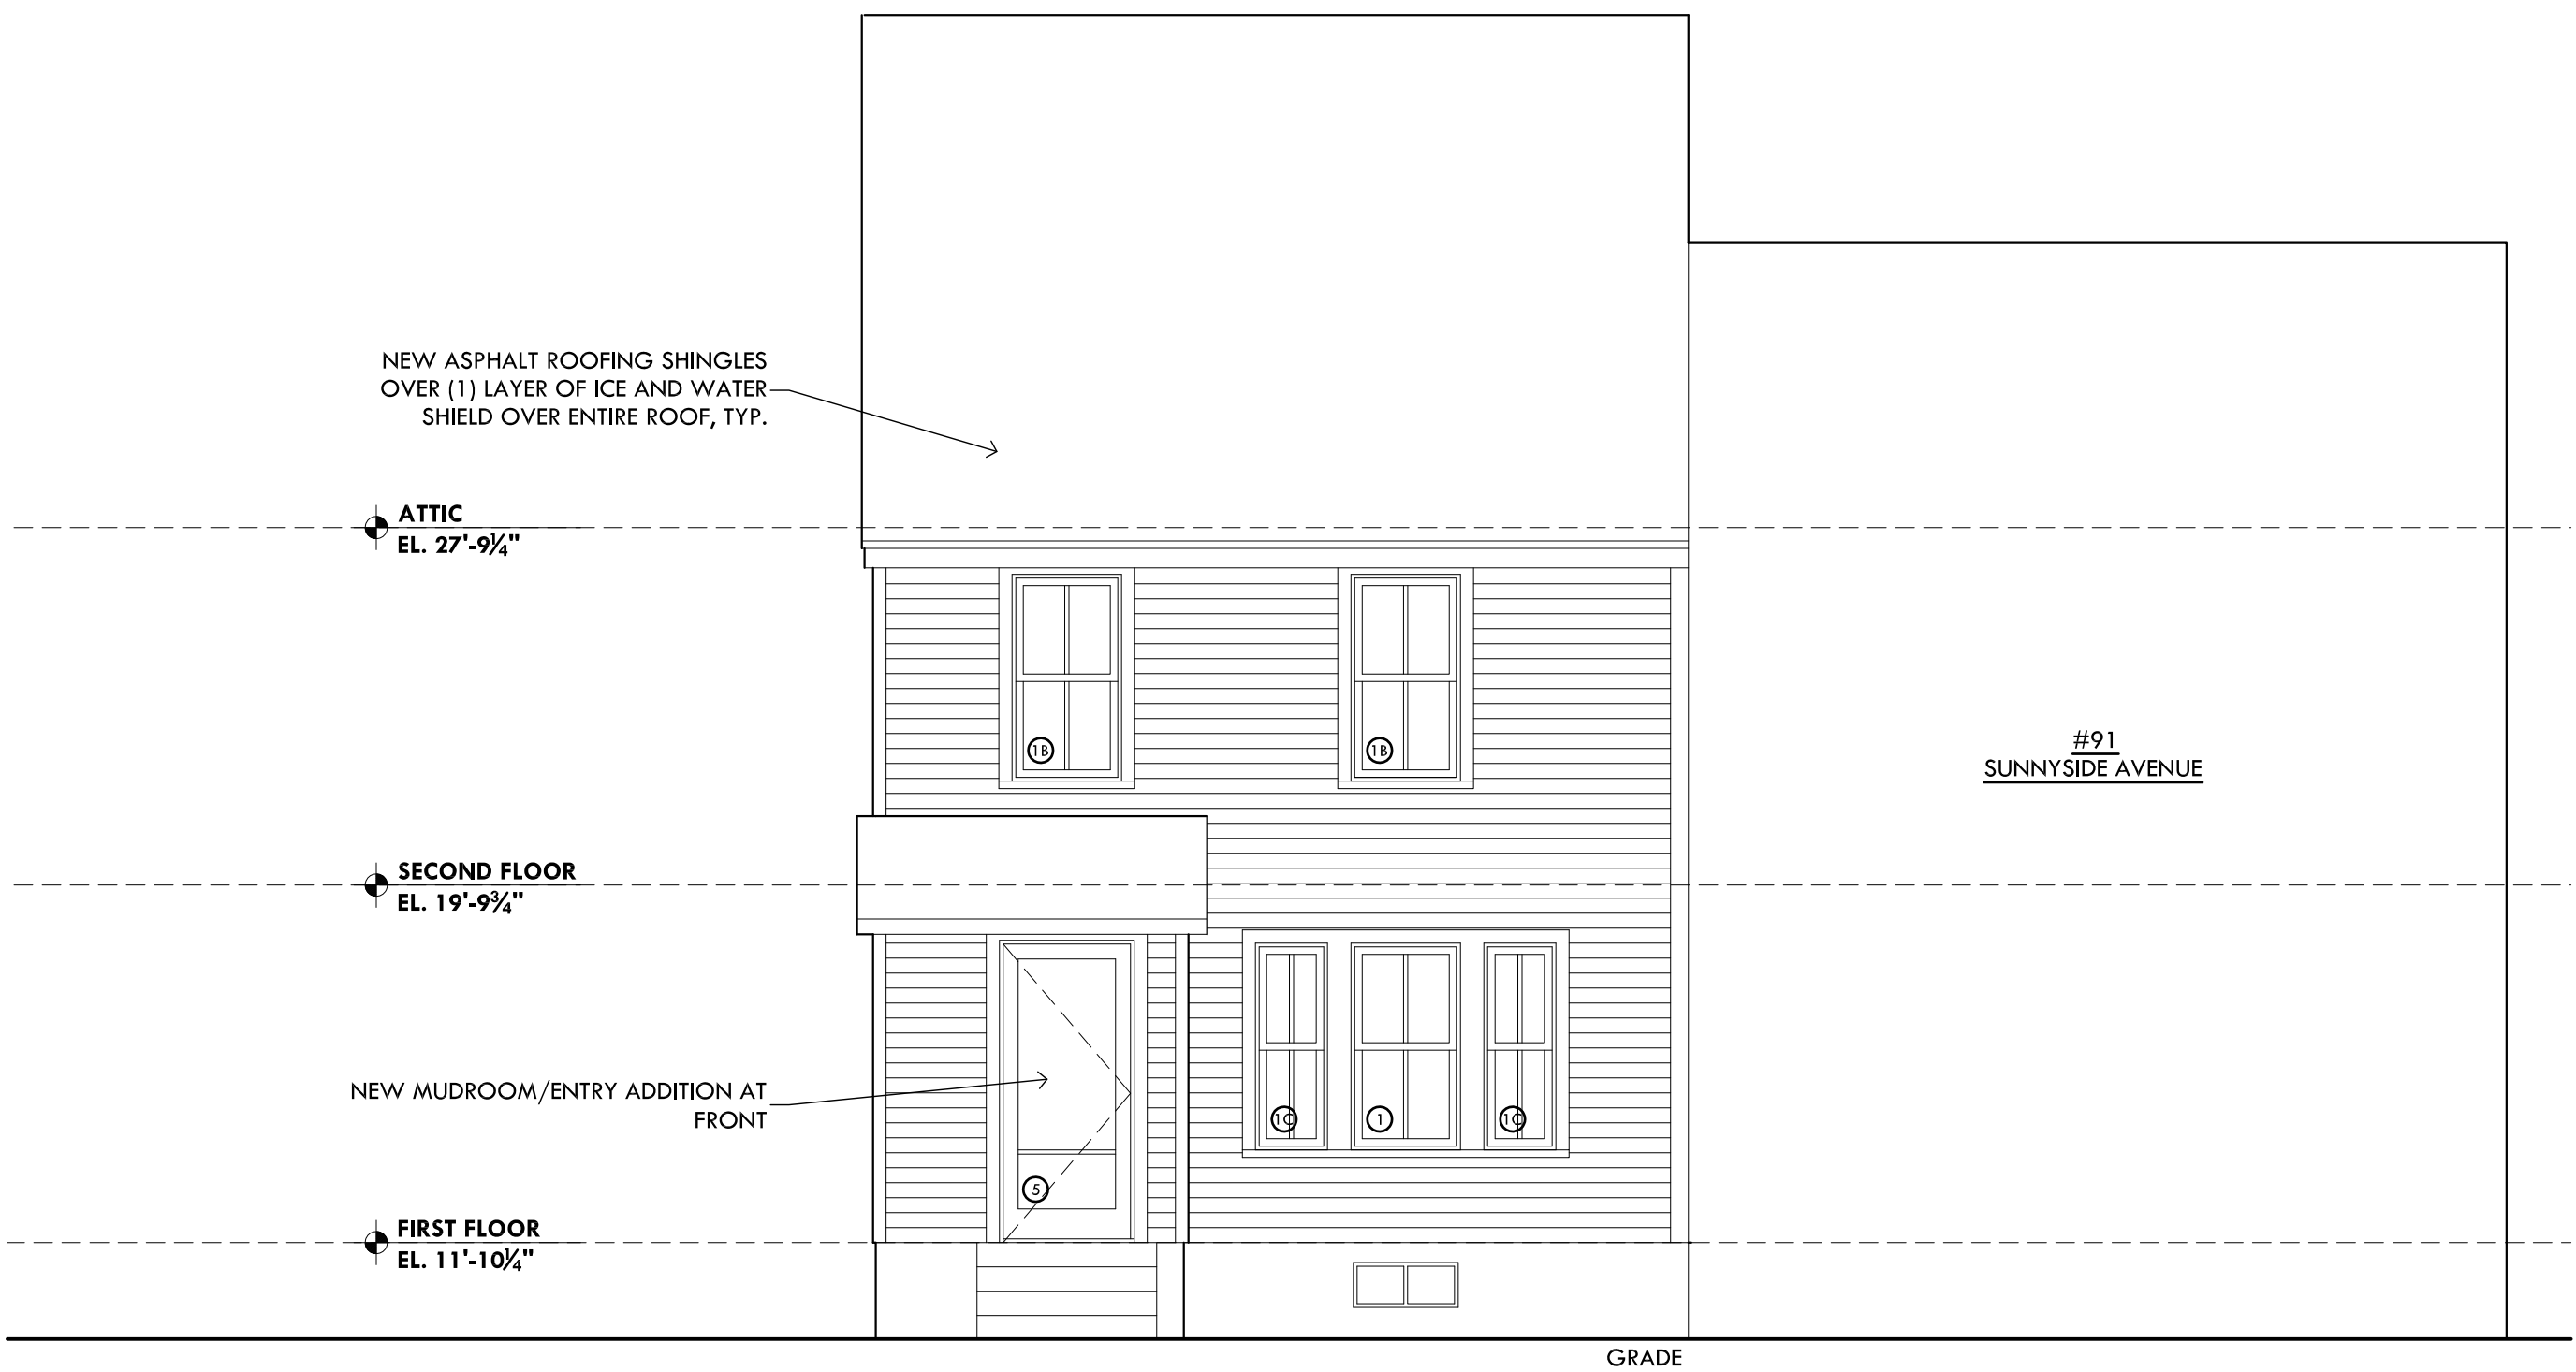 NEW ASPHALT ROOFING SHINGLES
OVER (1) LAYER OF ICE AND WATER
SHIELD OVER ENTIRE ROOF, TYP.
ATTIC
EL. 27'-9¼"
1B
1B
#91
SUNNYSIDE AVENUE
SECOND FLOOR
EL. 19'-9¾"
NEW MUDROOM/ENTRY ADDITION AT
FRONT
1C
1
1C
5
FIRST FLOOR
EL. 11'-10¼"
GRADE